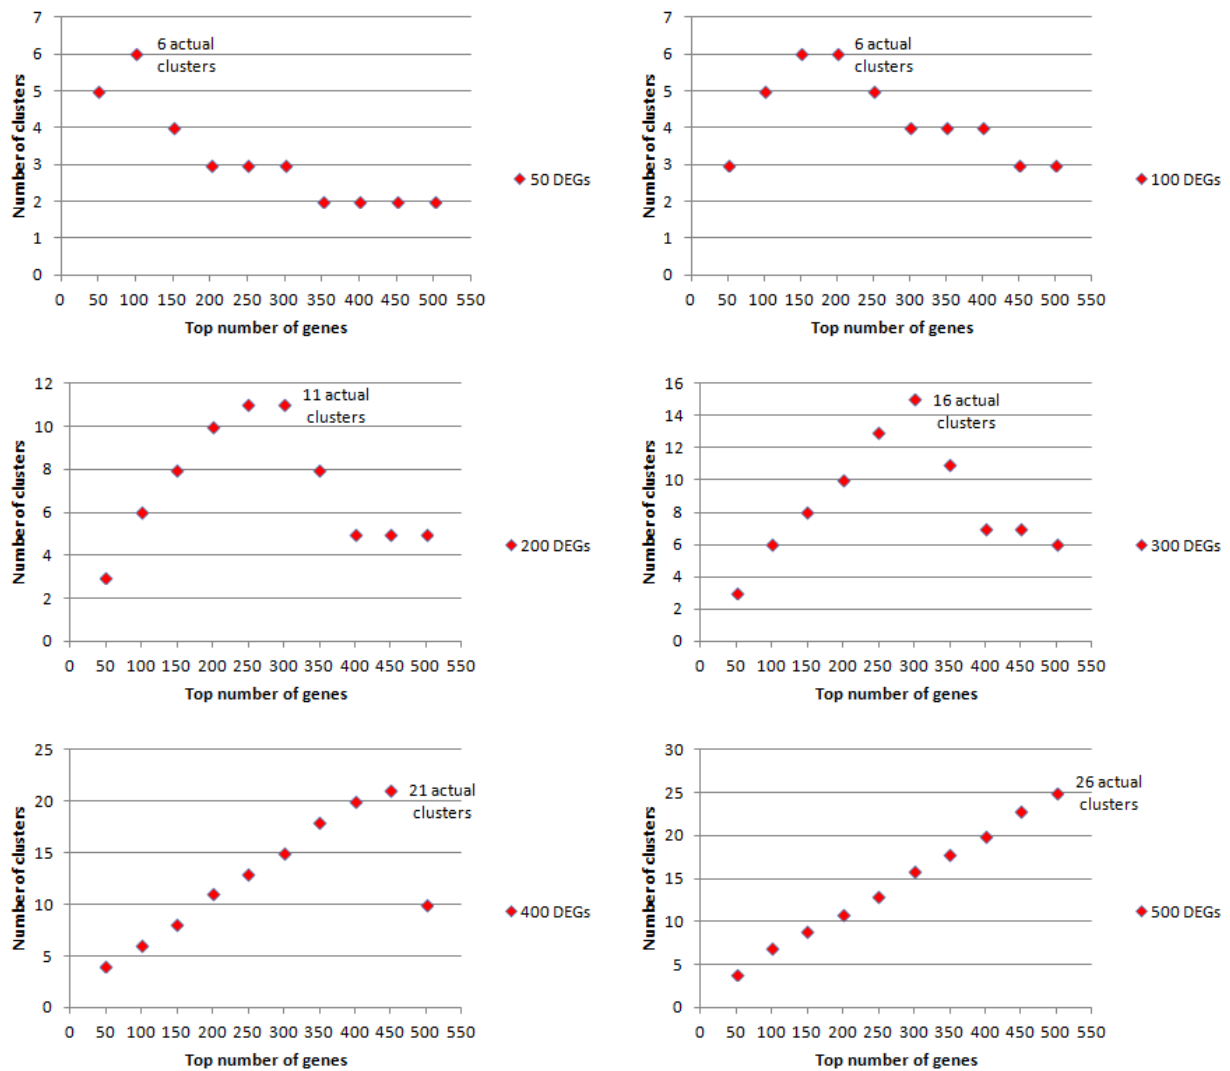 7
6
5
4
3
2
1
0
Number of clusters
6 actual
clusters
50 DEGs
0 50 100 150 200 250 300 350 400 450 500 550
Top number of genes
7
6
5
4
3
2
1
0
Number of clusters
6 actual
clusters
100 DEGs
0 50 100 150 200 250 300 350 400 450 500 550
Top number of genes
12
10
8
6
4
2
0
Number of clusters
11 actual
clusters
200 DEGs
0 50 100 150 200 250 300 350 400 450 500 550
Top number of genes
16
14
12
10
8
6
4
2
0
Number of clusters
16 actual
clusters
300 DEGs
0 50 100 150 200 250 300 350 400 450 500 550
Top number of genes
25
20
15
10
5
0
Number of clusters
21 actual
clusters
400 DEGs
0 50 100 150 200 250 300 350 400 450 500 550
Top number of genes
30
25
20
15
10
5
0
Number of clusters
26 actual
clusters
500 DEGs
0 50 100 150 200 250 300 350 400 450 500 550
Top number of genes